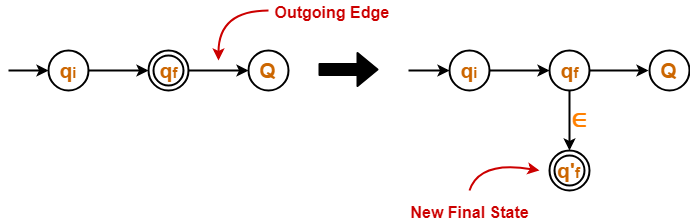 Outgoing Edge
qi
qf
Q
qi
qf
Q
∈
q'f
New Final State